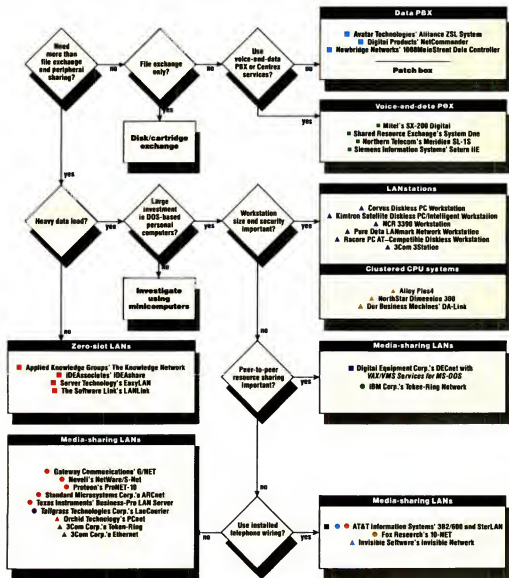 Data PBX
Avatar Technologies' Alliance ZSL System
Digital Products' NetCommander
Newbridge Networks' MainStreet Data Controller
Patch box
Need more than file exchange and peripheral sharing?
no
File exchange only?
no
Use voice-and-data PBX or Centrex services?
no
yes
yes
yes
Disk/cartridge exchange
Voice-and-data PBX
Mitel's SX-200 Digital
Shared Resource Exchange's System One
Northern Telecom's Meridian SL-1S
Siemens Information Systems' Saturn IIE
Heavy data load?
yes
Large investment in DOS-based personal computers?
yes
Workstation size and security important?
yes
no
no
no
Investigate using minicomputers
LANstations
Corvus Diskless PC Workstation
Kimtron Satellite Diskless PC/Intelligent Workstation
NCR 3390 Workstation
Pure Data LANmark Network Workstation
Racore PC AT–Compatible Diskless Workstation
3Com 3Station
Clustered CPU systems
Alloy Plus4
NorthStar Dimension 300
Our Business Machines' DA-Link
Zero-slot LANs
Applied Knowledge Groups' The Knowledge Network
iDEAssociates' IDEAshare
Server Technology's EasyLAN
The Software Link's LANLink
Peer-to-peer resource sharing important?
yes
no
Media-sharing LANs
Digital Equipment Corp.'s DECnet with
VAX/VMS Services for MS-DOS
IBM Corp.'s Token-Ring Network
Media-sharing LANs
Gateway Communications' G/NET
Novell's NetWare/S-Net
Proteon's ProNET-10
Standard Microsystems Corp.'s ARCnet
Texas Instruments' Business-Pro LAN Server
Tallgrass Technologies Corp.'s
Orchid Technology's PCnet
3Com Corp.'s Token-Ring
3Com Corp.'s Ethernet
no
Use installed telephone wiring?
yes
Media-sharing LANs
AT&T Information Systems' 3B2/600 and StarLAN
Fox Research's 10-NET
Invisible Software's Invisible Network